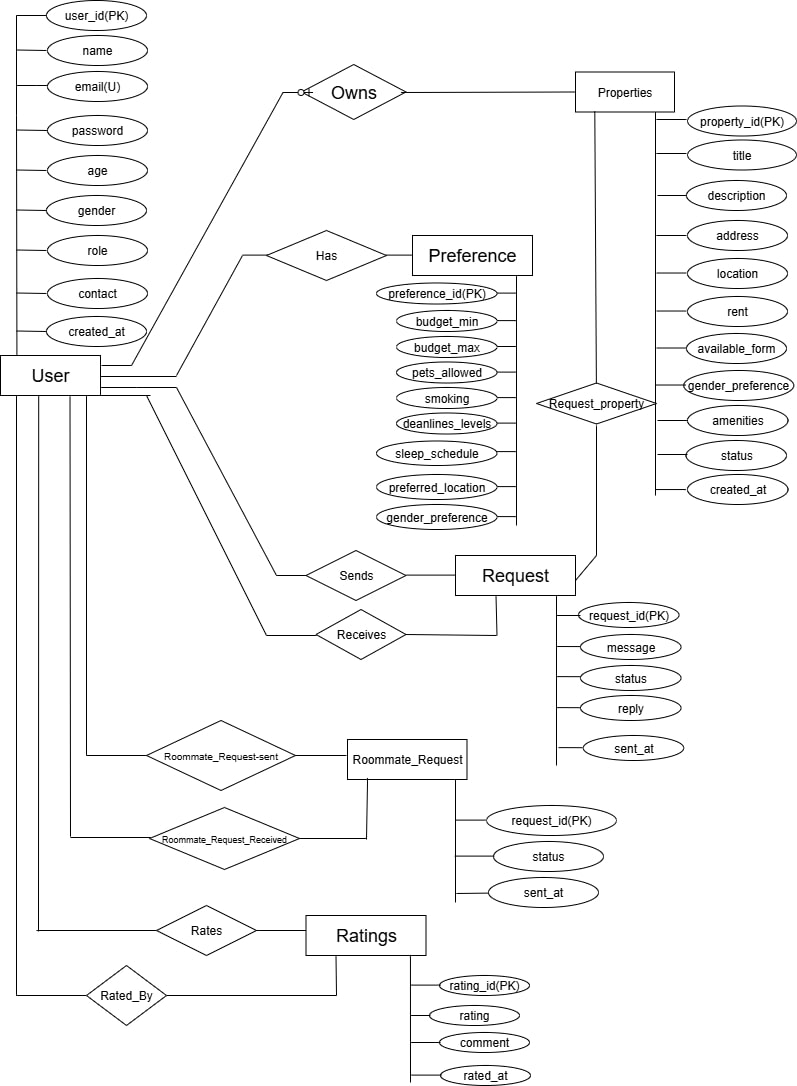 user_id(PK)
name
email(U)
password
age
gender
role
contact
created_at
User
Owns
Properties
property_id(PK)
title
description
address
location
rent
available_form
gender_preference
amenities
status
created_at
Has
Preference
preference_id(PK)
budget_min
budget_max
pets_allowed
smoking
deanlines_levels
sleep_schedule
preferred_location
gender_preference
Request_property
Sends
Request
Receives
request_id(PK)
message
status
reply
sent_at
Roommate_Request-sent
Roommate_Request
Roommate_Request_Received
request_id(PK)
status
sent_at
Rates
Ratings
Rated_By
rating_id(PK)
rating
comment
rated_at